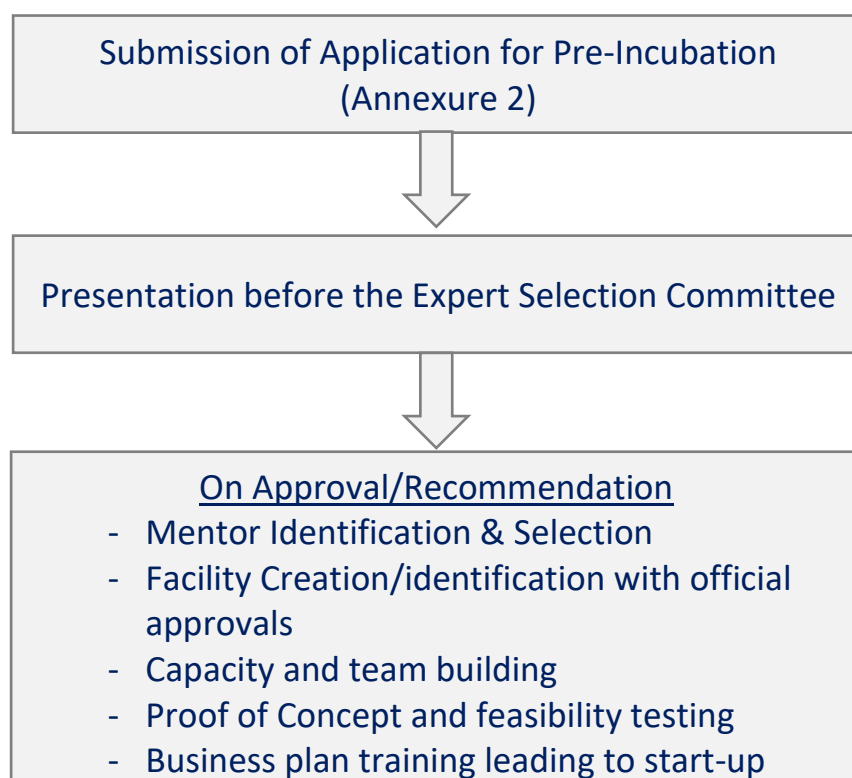 Submission of Application for Pre-Incubation
(Annexure 2)
Presentation before the Expert Selection Committee
On Approval/Recommendation
- Mentor Identification & Selection
- Facility Creation/identification with official
approvals
- Capacity and team building
- Proof of Concept and feasibility testing
- Business plan training leading to start-up